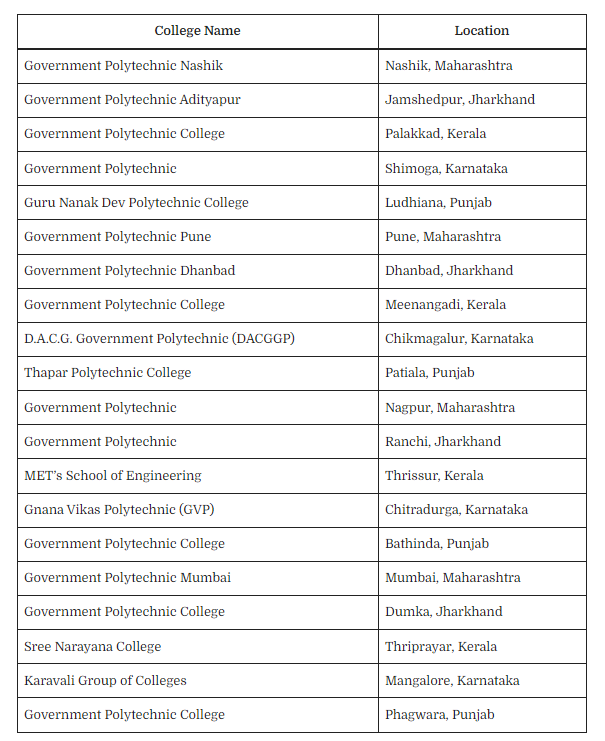 College Name Location
Government Polytechnic Nashik Nashik, Maharashtra
Government Polytechnic Adityapur Jamshedpur, Jharkhand
Government Polytechnic College Palakkad, Kerala
Government Polytechnic Shimoga, Karnataka
Guru Nanak Dev Polytechnic College Ludhiana, Punjab
Government Polytechnic Pune Pune, Maharashtra
Government Polytechnic Dhanbad Dhanbad, Jharkhand
Government Polytechnic College Meenangadi, Kerala
D.A.C.G. Government Polytechnic (DACGGP) Chikmagalur, Karnataka
Thapar Polytechnic College Patiala, Punjab
Government Polytechnic Nagpur, Maharashtra
Government Polytechnic Ranchi, Jharkhand
MET’s School of Engineering Thrissur, Kerala
Gnana Vikas Polytechnic (GVP) Chitradurga, Karnataka
Government Polytechnic College Bathinda, Punjab
Government Polytechnic Mumbai Mumbai, Maharashtra
Government Polytechnic College Dumka, Jharkhand
Sree Narayana College Thriprayar, Kerala
Karavali Group of Colleges Mangalore, Karnataka
Government Polytechnic College Phagwara, Punjab